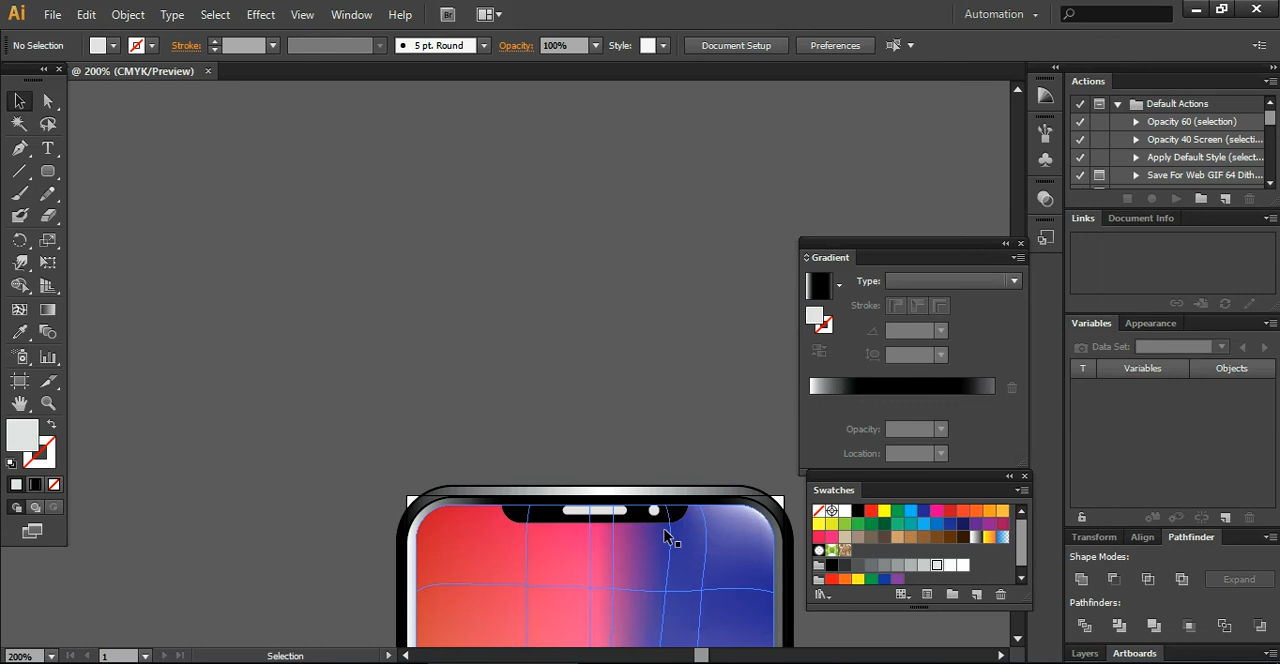 Ai File Edit Object Type Select Effect View Window Help Br Automation
No Selection Stroke: 5 pt. Round Opacity: 100% Style: Document Setup Preferences
@ 200% (CMYK/Preview) ×
Actions
Default Actions
Opacity 60 (selection)
Opacity 40 Screen (selecti...
Apply Default Style (select...
Save For Web GIF 64 Dith...
Links Document Info
Gradient
Type:
Stroke:
Opacity:
Location:
Variables Appearance
Data Set:
T Variables Objects
Swatches
Transform Align Pathfinder
Shape Modes:
Expand
Pathfinders:
Layers Artboards
200% 1 Selection